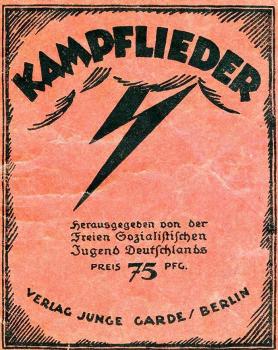 KAMPFLIEDER
Herausgegeben von der
Freien Sozialistischen
Jugend Deutschlands
PREIS 75 PFG.
VERLAG JUNGE GARDE / BERLIN